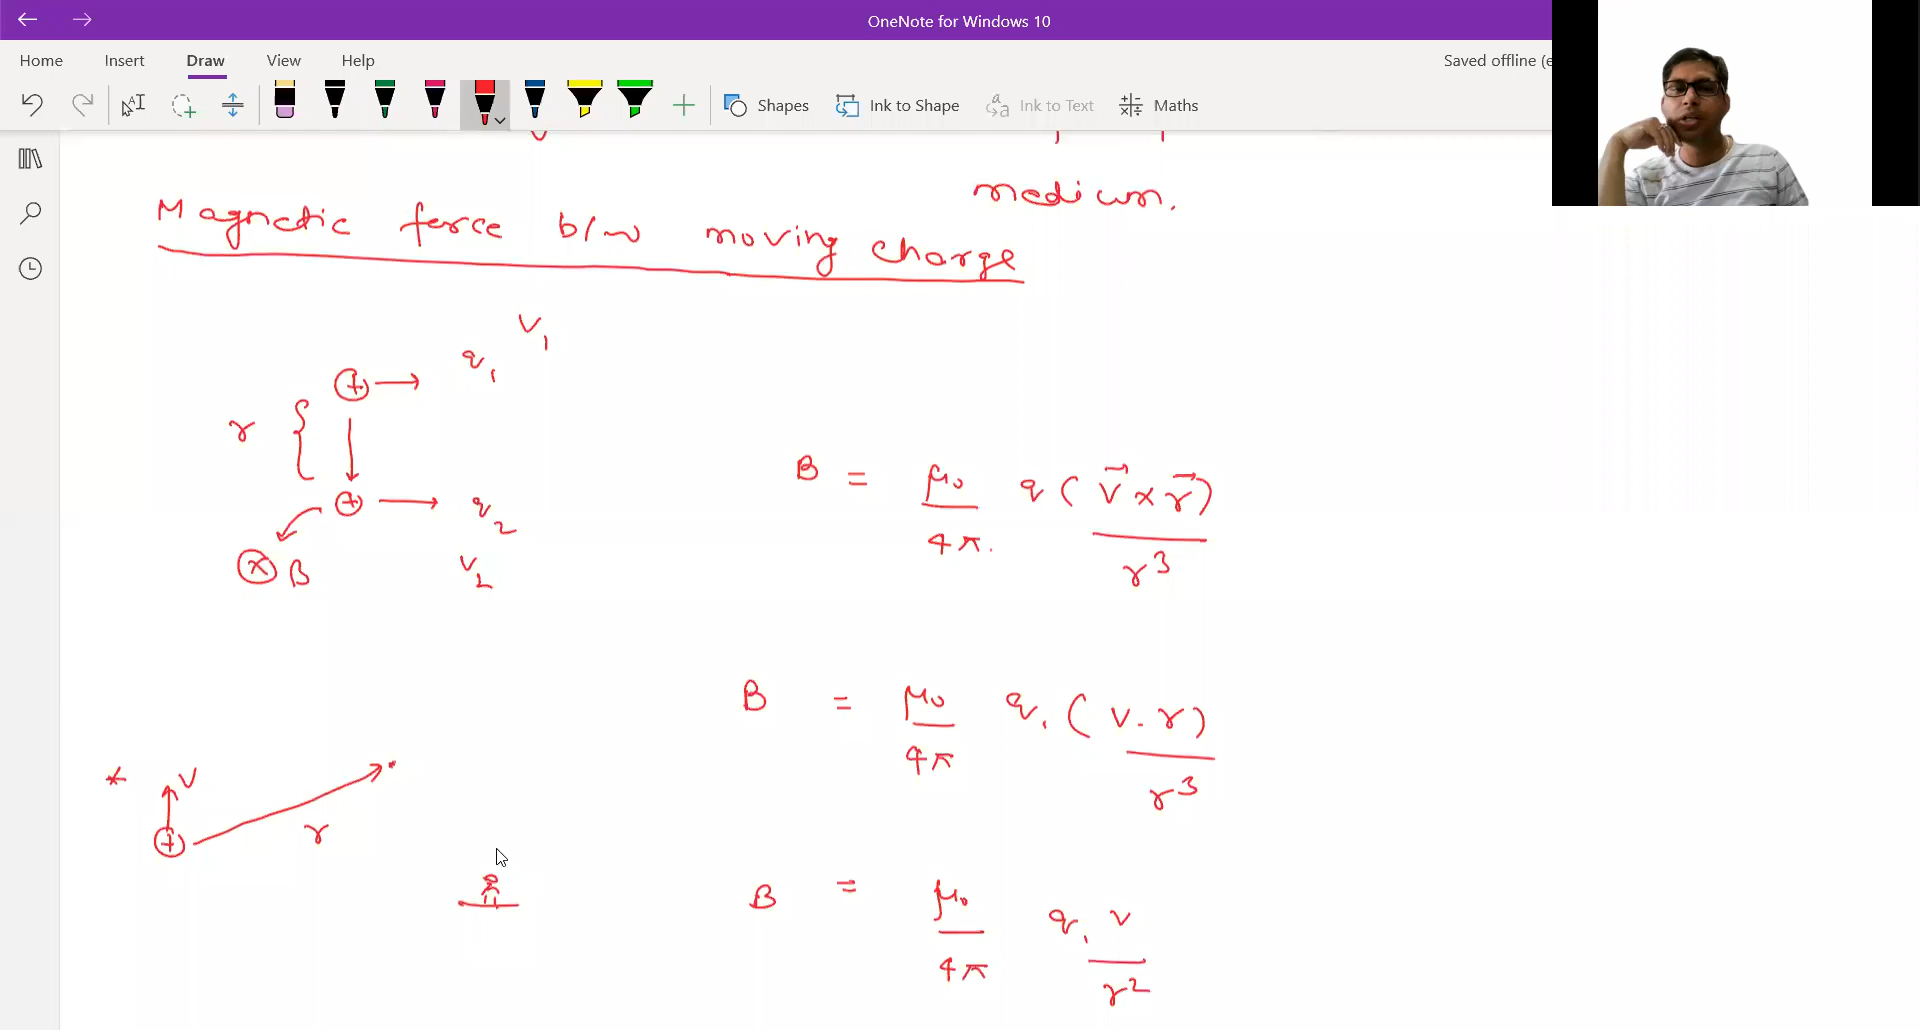 OneNote for Windows 10
Home Insert Draw View Help
Saved offline (e
Shapes Ink to Shape Ink to Text Maths
medium.
Magnetic force b/w moving charge
v₁
q₁
r
q₂
B
v₂
B = μ₀/4π. q (v⃗ × r⃗)/r³
B = μ₀/4π q₁ (v · r)/r³
* v
r
B = μ₀/4π q₁ v/r²